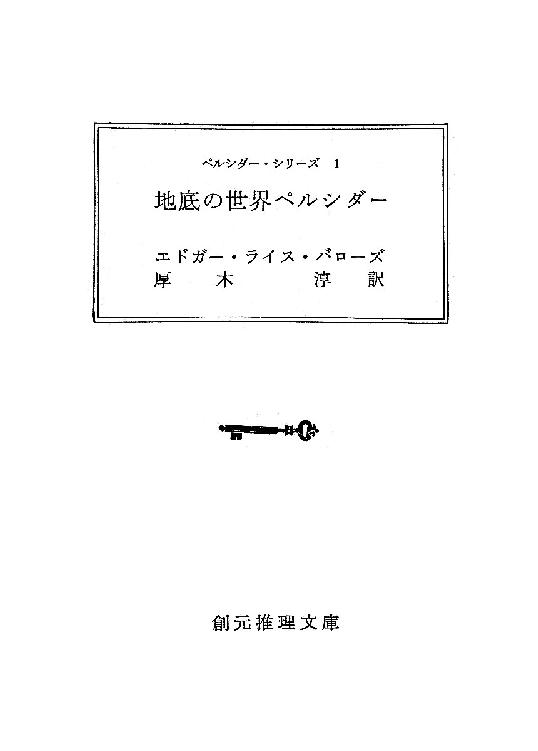 ペルシダー・シリーズ 1
地底の世界ペルシダー
エドガー・ライス・バローズ
厚木 淳 訳
創元推理文庫